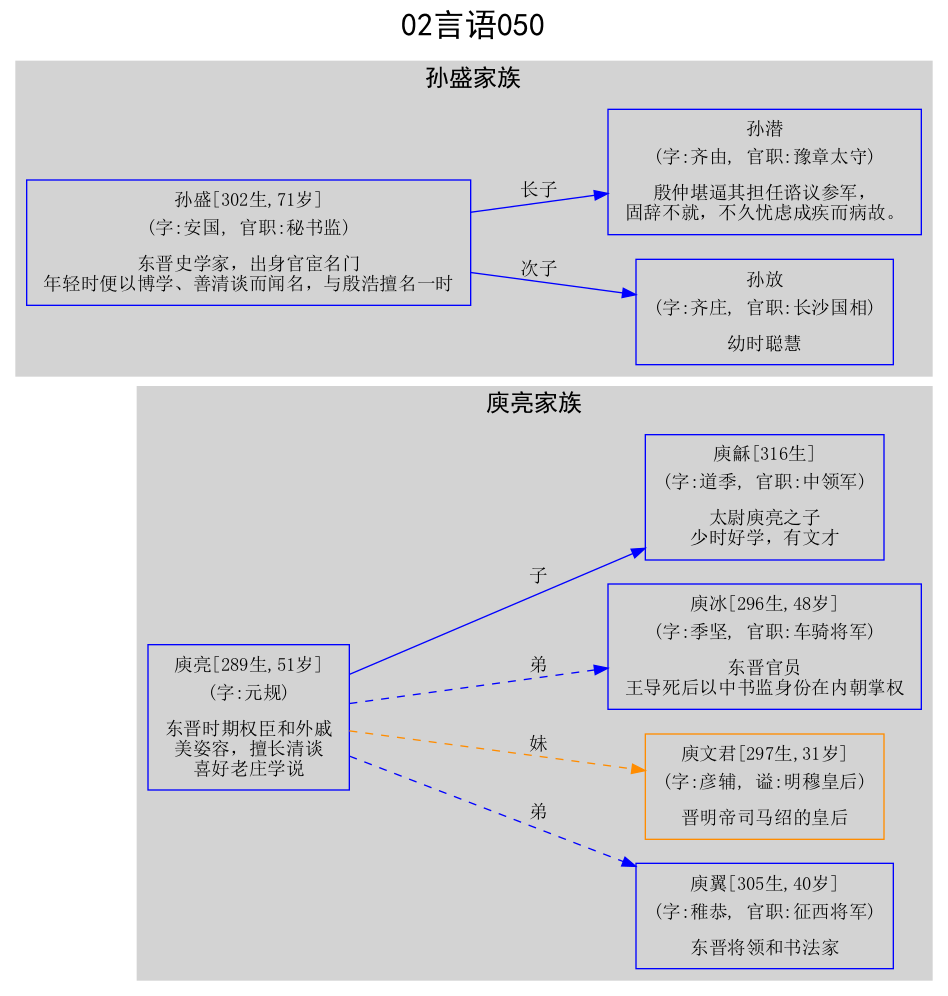 02言语050
孙盛家族
孙盛[302生,71岁]
(字:安国, 官职:秘书监)
东晋史学家，出身官宦名门
年轻时便以博学、善清谈而闻名，与殷浩擅名一时
长子
孙潜
(字:齐由, 官职:豫章太守)
殷仲堪逼其担任谘议参军，
固辞不就，不久忧虑成疾而病故。
次子
孙放
(字:齐庄, 官职:长沙国相)
幼时聪慧
庾亮家族
庾亮[289生,51岁]
(字:元规)
东晋时期权臣和外戚
美姿容，擅长清谈
喜好老庄学说
子
庾龢[316生]
(字:道季, 官职:中领军)
太尉庾亮之子
少时好学，有文才
弟
庾冰[296生,48岁]
(字:季坚, 官职:车骑将军)
东晋官员
王导死后以中书监身份在内朝掌权
妹
庾文君[297生,31岁]
(字:彦辅, 谥:明穆皇后)
晋明帝司马绍的皇后
弟
庾翼[305生,40岁]
(字:稚恭, 官职:征西将军)
东晋将领和书法家